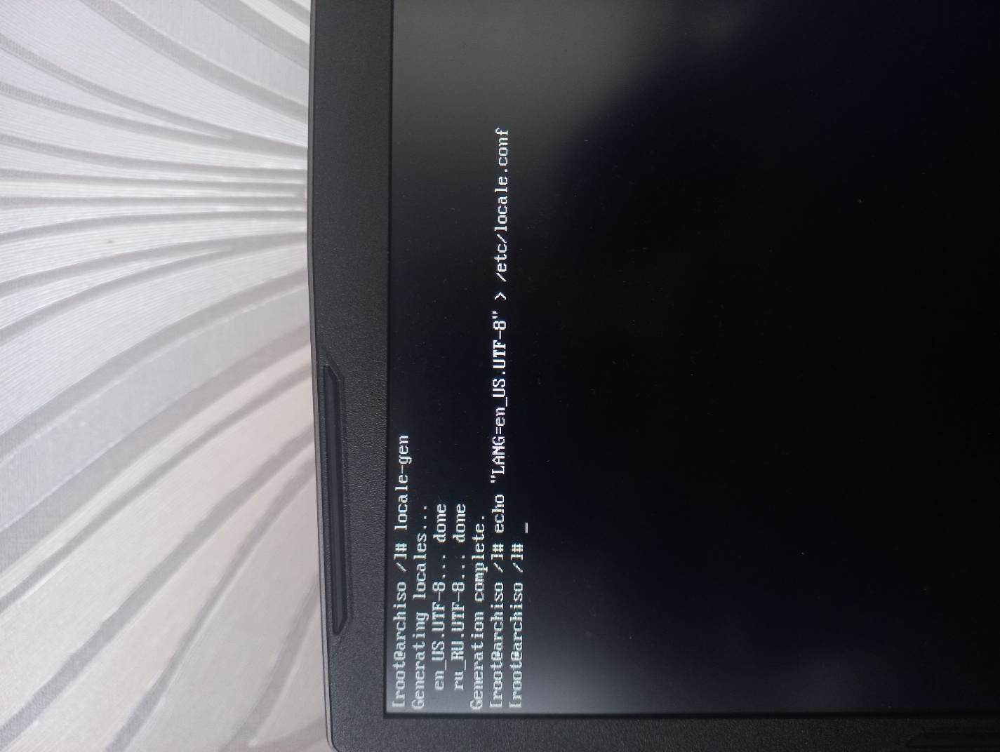 [root@archiso /]# locale-gen
Generating locales...
  en_US.UTF-8... done
  ru_RU.UTF-8... done
Generation complete.
[root@archiso /]# echo "LANG=en_US.UTF-8" > /etc/locale.conf
[root@archiso /]# _